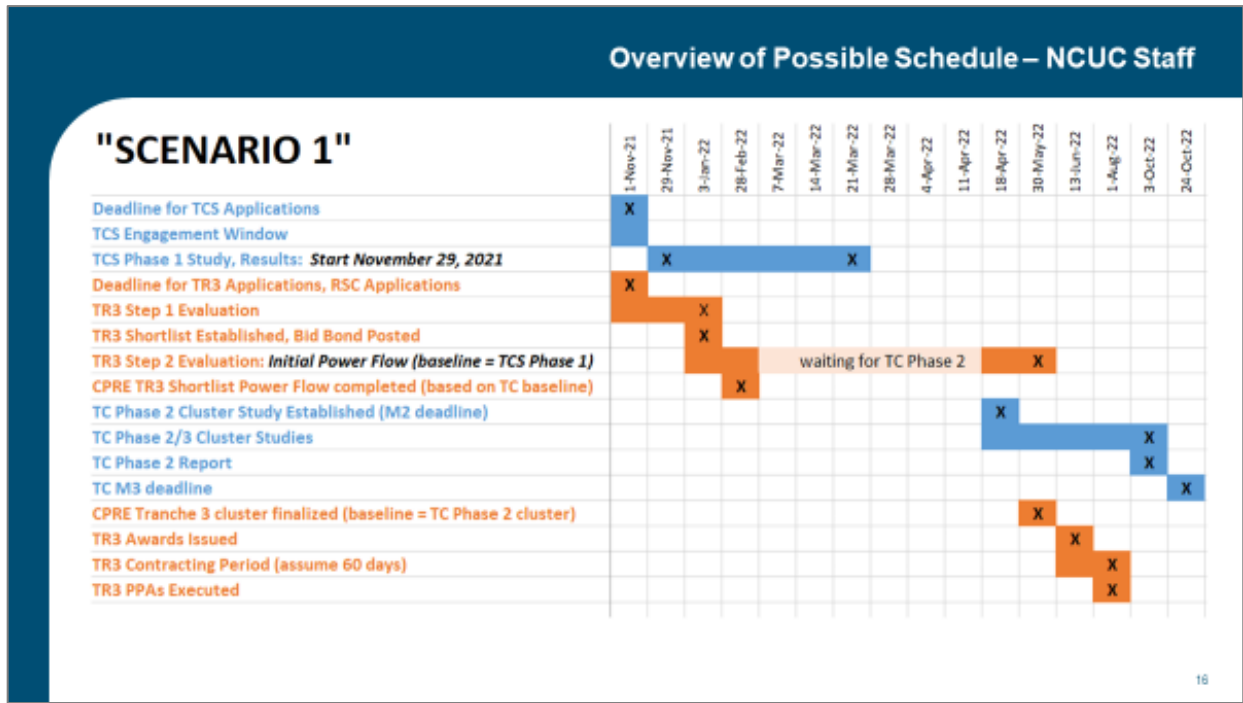 Overview of Possible Schedule – NCUC Staff
"SCENARIO 1"
1-Nov-21
29-Nov-21
3-Jan-22
28-Feb-22
7-Mar-22
14-Mar-22
21-Mar-22
28-Mar-22
4-Apr-22
11-Apr-22
18-Apr-22
30-May-22
13-Jun-22
1-Aug-22
3-Oct-22
24-Oct-22
Deadline for TCS Applications X
TCS Engagement Window
TCS Phase 1 Study, Results: Start November 29, 2021 X X
Deadline for TR3 Applications, RSC Applications X
TR3 Step 1 Evaluation X
TR3 Shortlist Established, Bid Bond Posted X
TR3 Step 2 Evaluation: Initial Power Flow (baseline = TCS Phase 1) waiting for TC Phase 2 X
CPRE TR3 Shortlist Power Flow completed (based on TC baseline) X
TC Phase 2 Cluster Study Established (M2 deadline) X
TC Phase 2/3 Cluster Studies X
TC Phase 2 Report X
TC M3 deadline X
CPRE Tranche 3 cluster finalized (baseline = TC Phase 2 cluster) X
TR3 Awards Issued X
TR3 Contracting Period (assume 60 days) X
TR3 PPAs Executed X
16